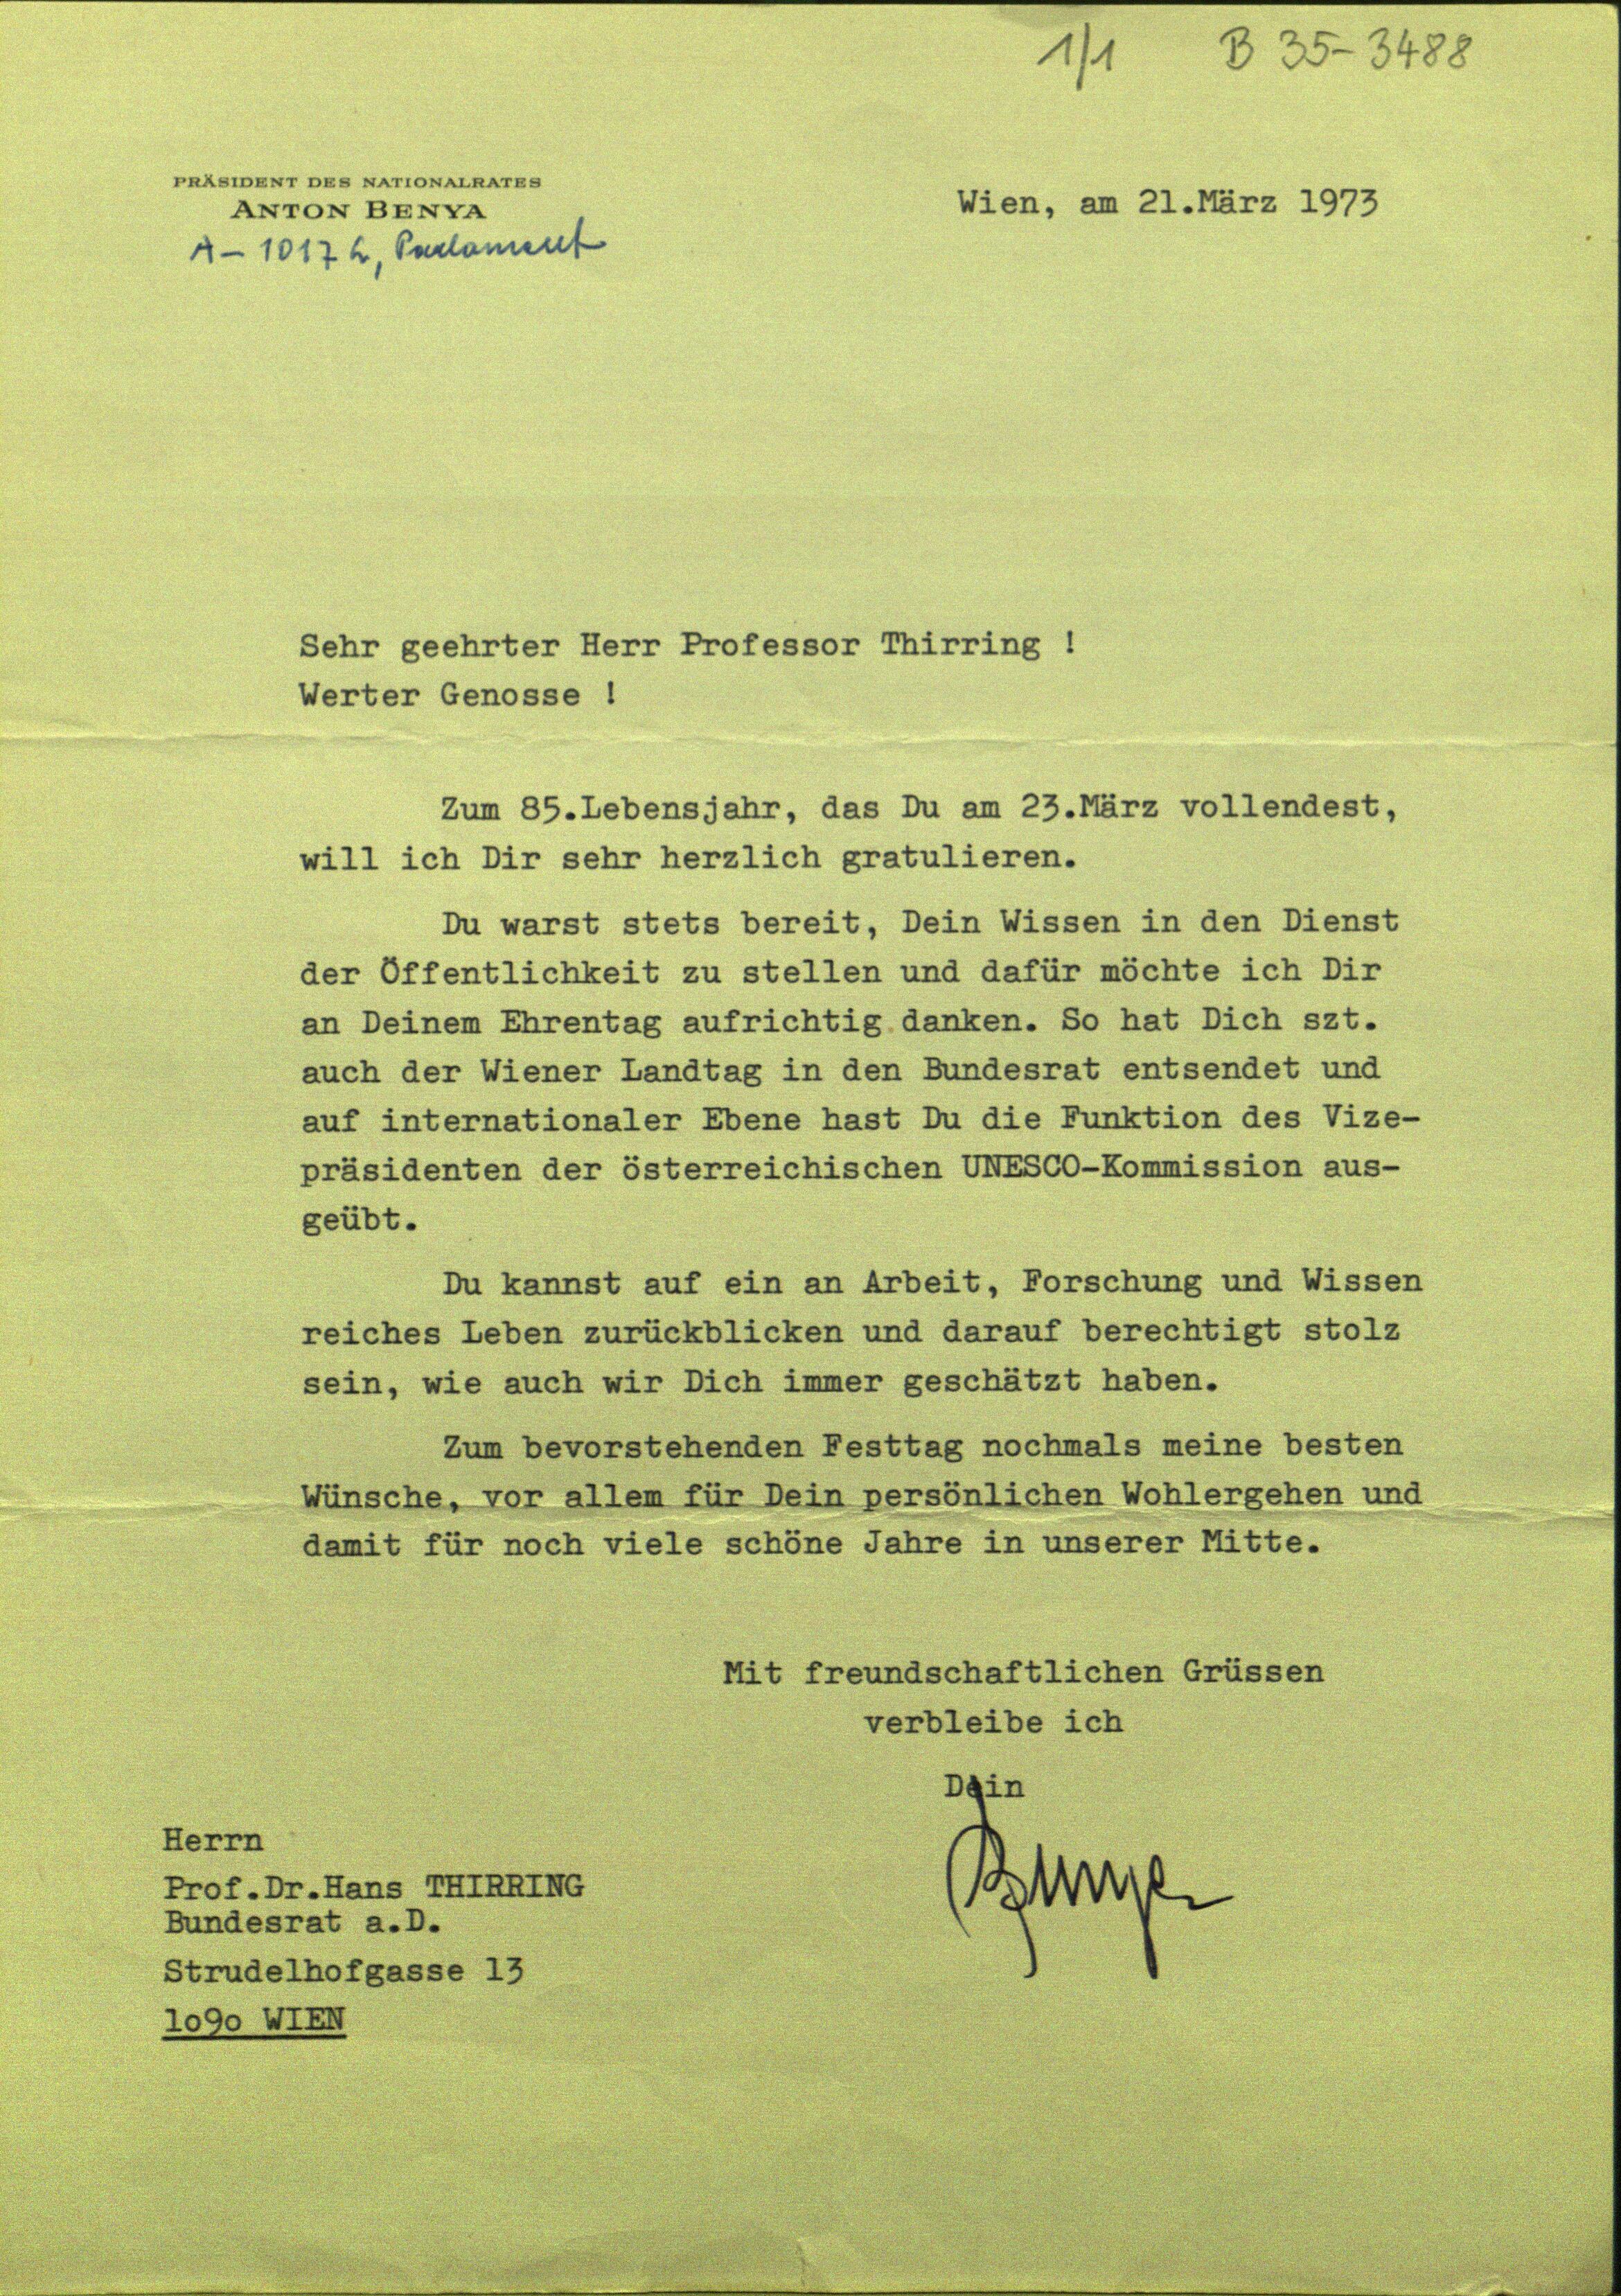 1/1 B 35-3488
PRÄSIDENT DES NATIONALRATES
ANTON BENYA
A-1017 W, Parlament
Wien, am 21.März 1973
Sehr geehrter Herr Professor Thirring !
Werter Genosse !
Zum 85.Lebensjahr, das Du am 23.März vollendest,
will ich Dir sehr herzlich gratulieren.
Du warst stets bereit, Dein Wissen in den Dienst
der Öffentlichkeit zu stellen und dafür möchte ich Dir
an Deinem Ehrentag aufrichtig danken. So hat Dich szt.
auch der Wiener Landtag in den Bundesrat entsendet und
auf internationaler Ebene hast Du die Funktion des Vize-
präsidenten der österreichischen UNESCO-Kommission aus-
geübt.
Du kannst auf ein an Arbeit, Forschung und Wissen
reiches Leben zurückblicken und darauf berechtigt stolz
sein, wie auch wir Dich immer geschätzt haben.
Zum bevorstehenden Festtag nochmals meine besten
Wünsche, vor allem für Dein persönlichen Wohlergehen und
damit für noch viele schöne Jahre in unserer Mitte.
Mit freundschaftlichen Grüssen
verbleibe ich
Dein
Benya
Herrn
Prof.Dr.Hans THIRRING
Bundesrat a.D.
Strudelhofgasse 13
1o9o WIEN